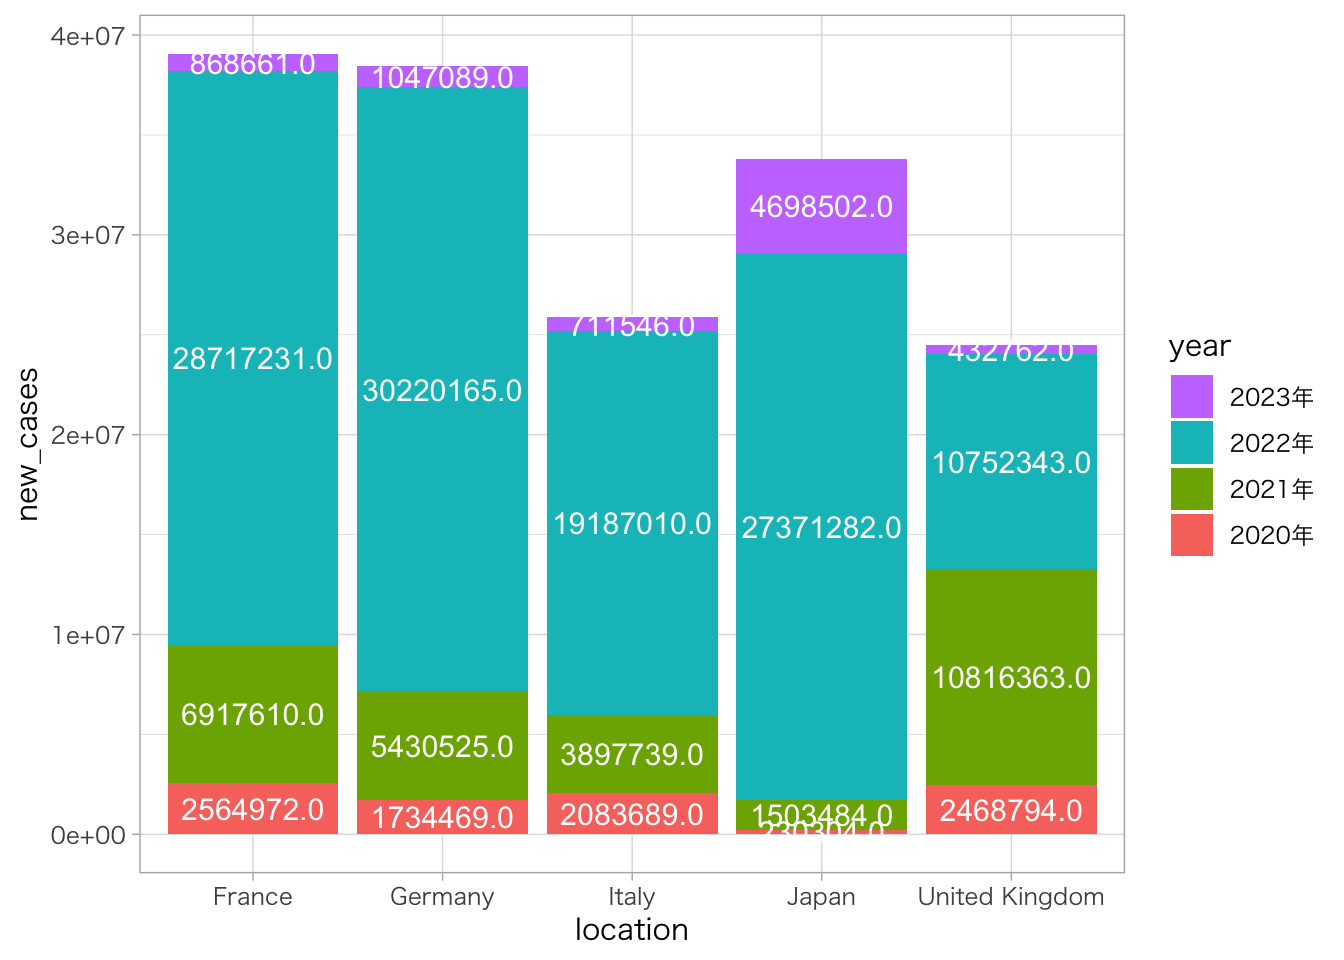 4e+07
3e+07
2e+07
1e+07
0e+00
new_cases
868661.0
28717231.0
6917610.0
2564972.0
1047089.0
30220165.0
5430525.0
1734469.0
711546.0
19187010.0
3897739.0
2083689.0
4698502.0
27371282.0
1503484.0
230304.0
432762.0
10752343.0
10816363.0
2468794.0
France
Germany
Italy
Japan
United Kingdom
location
year
2023年
2022年
2021年
2020年